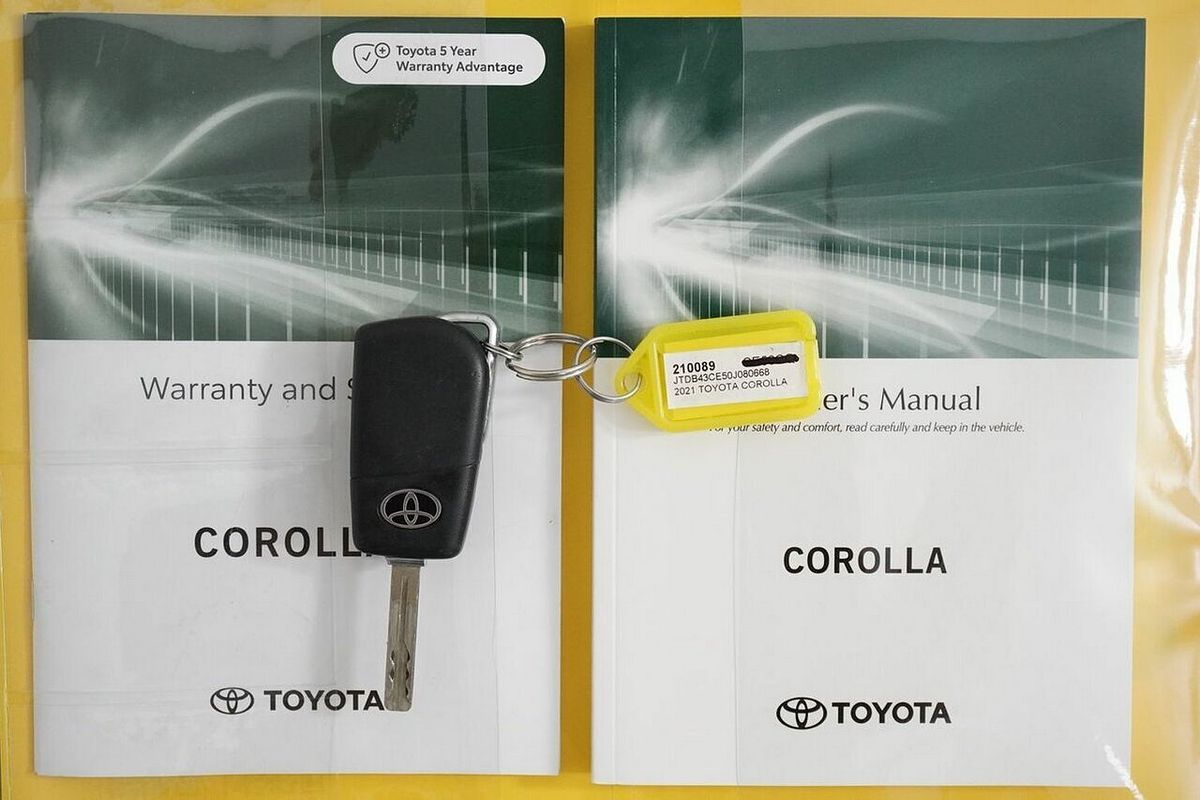 Toyota 5 Year
Warranty Advantage
Warranty and
COROLLA
TOYOTA
210089
JTDB43CE50J080668
2021 TOYOTA COROLLA
er's Manual
For your safety and comfort, read carefully and keep in the vehicle.
COROLLA
TOYOTA